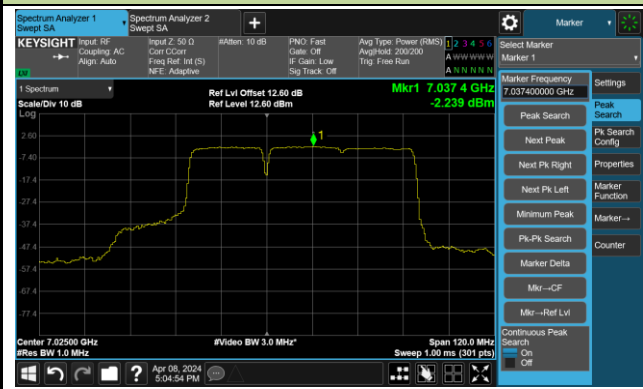 Spectrum Analyzer 1
Swept SA
Spectrum Analyzer 2
Swept SA
+
Marker
KEYSIGHT
Input: RF
Coupling: AC
Align: Auto
Input Z: 50 Ω
Corr CCorr
Freq Ref: Int (S)
NFE: Adaptive
#Atten: 10 dB
PNO: Fast
Gate: Off
IF Gain: Low
Sig Track: Off
Avg Type: Power (RMS)
Avg|Hold: 200/200
Trig: Free Run
1 2 3 4 5 6
A W W W W W
A N N N N N
Select Marker
Marker 1
1 Spectrum
Scale/Div 10 dB
Log
Ref Lvl Offset 12.60 dB
Ref Level 12.60 dBm
Mkr1 7.037 4 GHz
-2.239 dBm
1
2.60
-7.40
-17.4
-27.4
-37.4
-47.4
-57.4
-67.4
-77.4
Center 7.02500 GHz
#Res BW 1.0 MHz
#Video BW 3.0 MHz*
Span 120.0 MHz
Sweep 1.00 ms (301 pts)
Marker Frequency
7.037400000 GHz
Peak Search
Next Peak
Next Pk Right
Next Pk Left
Minimum Peak
Pk-Pk Search
Marker Delta
Mkr→CF
Mkr→Ref Lvl
Continuous Peak
Search
On
Off
Settings
Peak
Search
Pk Search
Config
Properties
Marker
Function
Marker→
Counter
?
Apr 08, 2024
5:04:54 PM